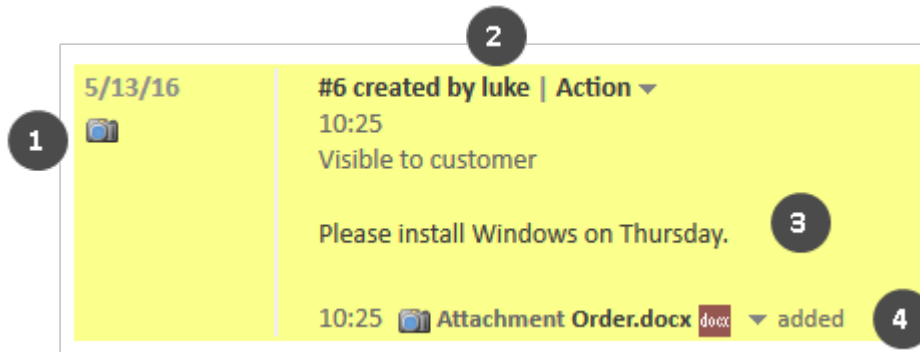 2
5/13/16 #6 created by luke | Action
1
10:25
Visible to customer
Please install Windows on Thursday.
3
10:25 Attachment Order.docx docx added
4